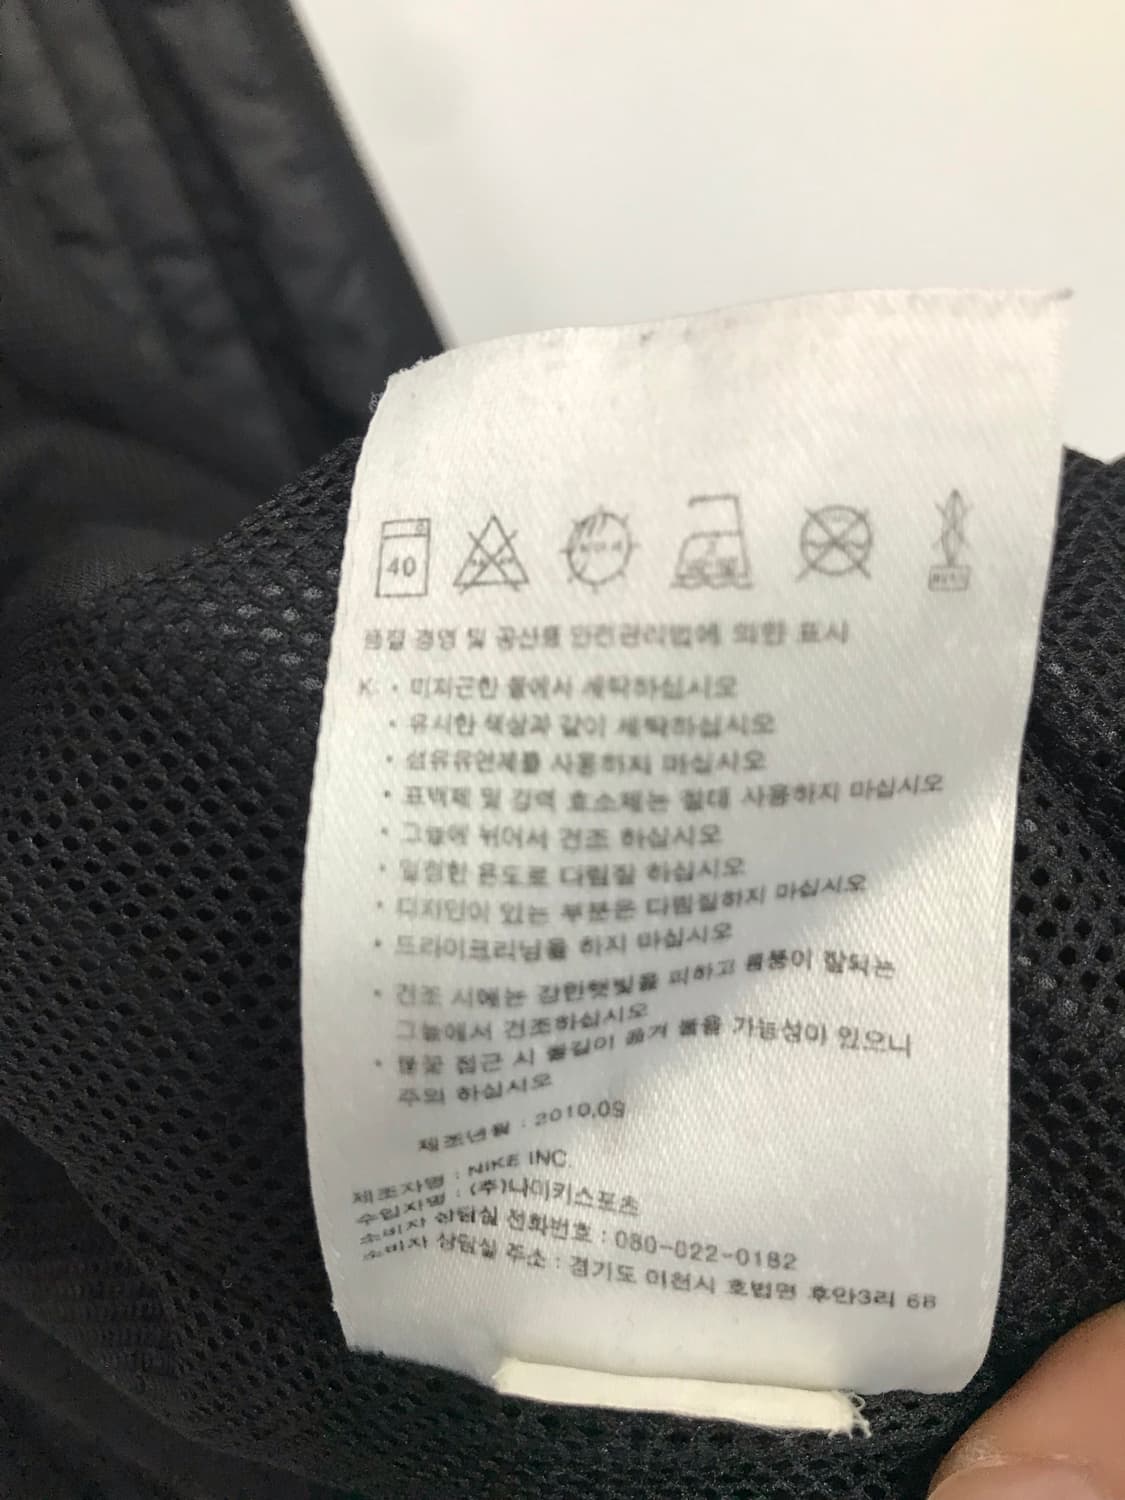 40
품질 경영 및 공산품 안전관리법에 의한 표시
K: · 미지근한 물에서 세탁하십시오
· 유사한 색상과 같이 세탁하십시오
· 섬유유연제를 사용하지 마십시오
· 표백제 및 강력 효소제는 절대 사용하지 마십시오
· 그늘에 뉘어서 건조 하십시오
· 일정한 온도로 다림질 하십시오
· 디자인이 있는 부분은 다림질하지 마십시오
· 드라이크리닝을 하지 마십시오
· 건조 시에는 강한햇빛을 피하고 통풍이 잘되는
그늘에서 건조하십시오
· 불꽃 접근 시 불길이 옮겨 붙을 가능성이 있으니
주의 하십시오
제조년월 : 2010.09
제조자명 : NIKE INC.
수입자명 : (주)나이키스포츠
소비자 상담실 전화번호 : 080-022-0182
소비자 상담실 주소 : 경기도 이천시 호법면 후안3리 68